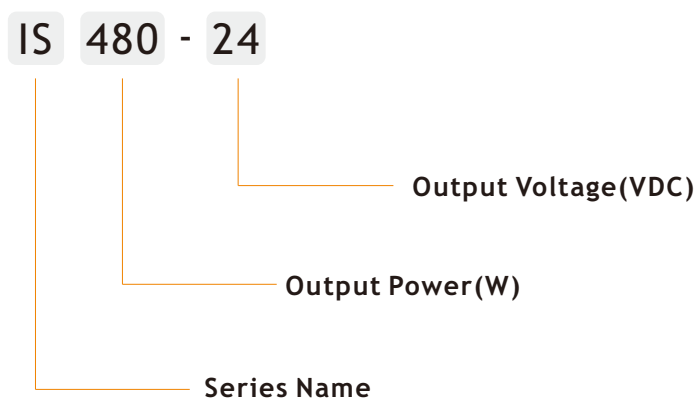 IS 480 - 24
Output Voltage(VDC)
Output Power(W)
Series Name